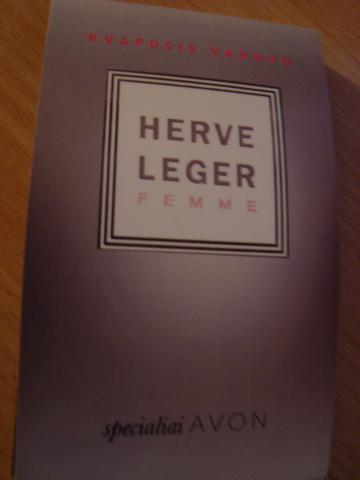 KVAPUSIS VANDUO
HERVE
LEGER
FEMME
specialiai AVON